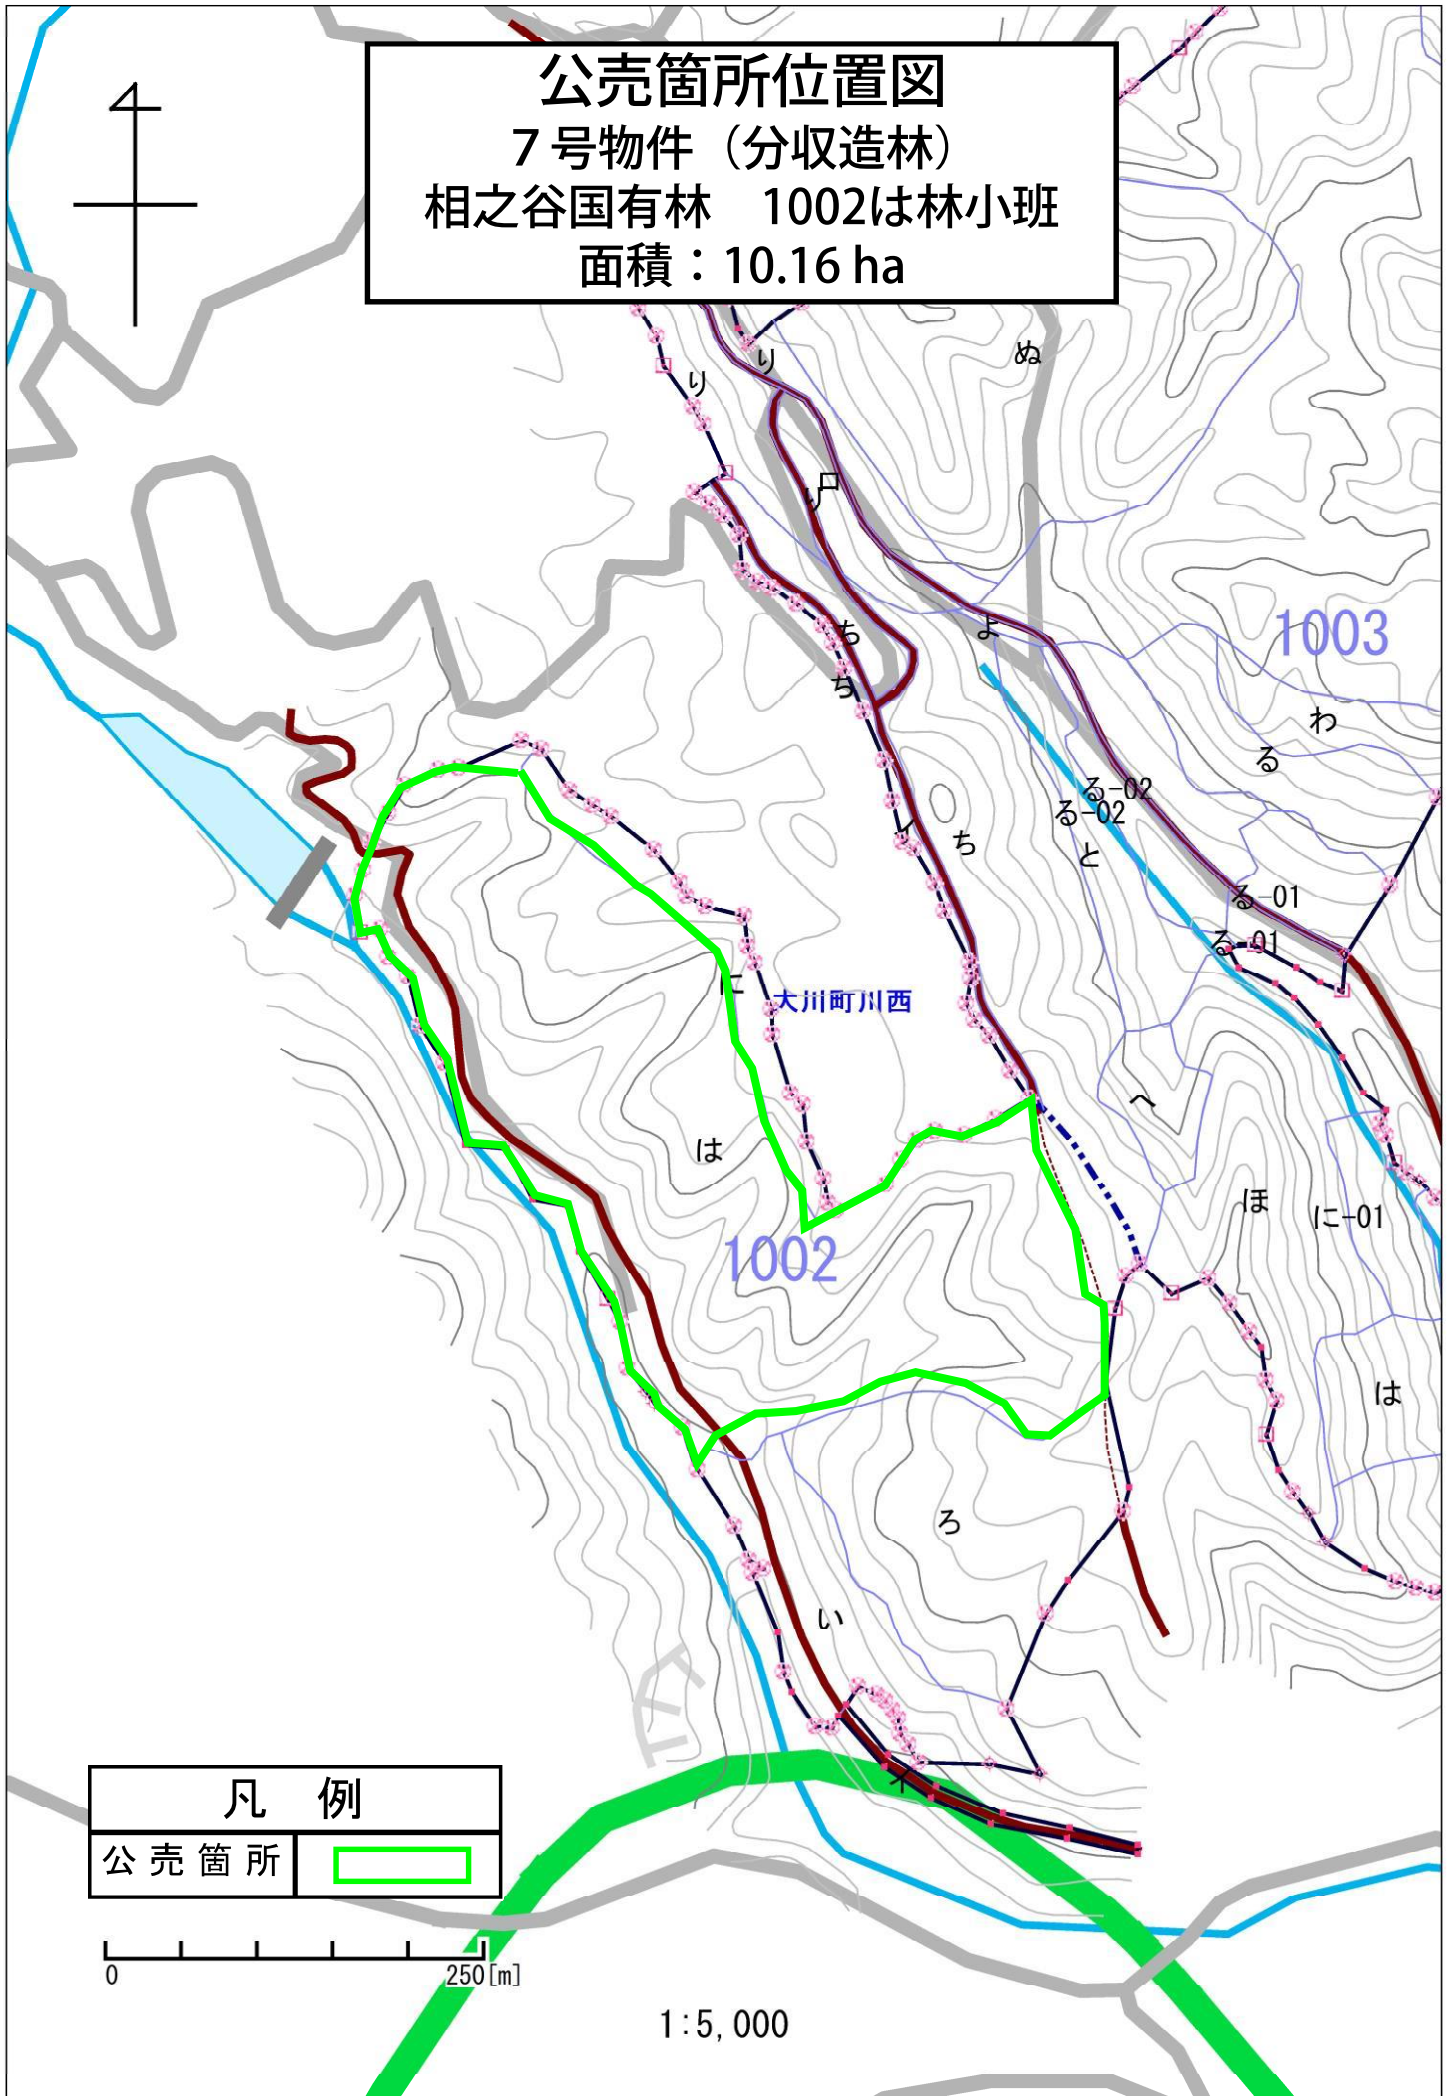 公売箇所位置図
7号物件（分収造林）
相之谷国有林　1002は林小班
面積：10.16 ha
ぬ
り
り
ロ
り
ち
よ
1003
ち
わ
る
る-02
る-02
イ
ち
と
る-01
る-01
に
大川町川西
へ
は
ほ
に-01
1002
は
ろ
い
イ
凡　例
公売箇所
0
250[m]
1:5,000